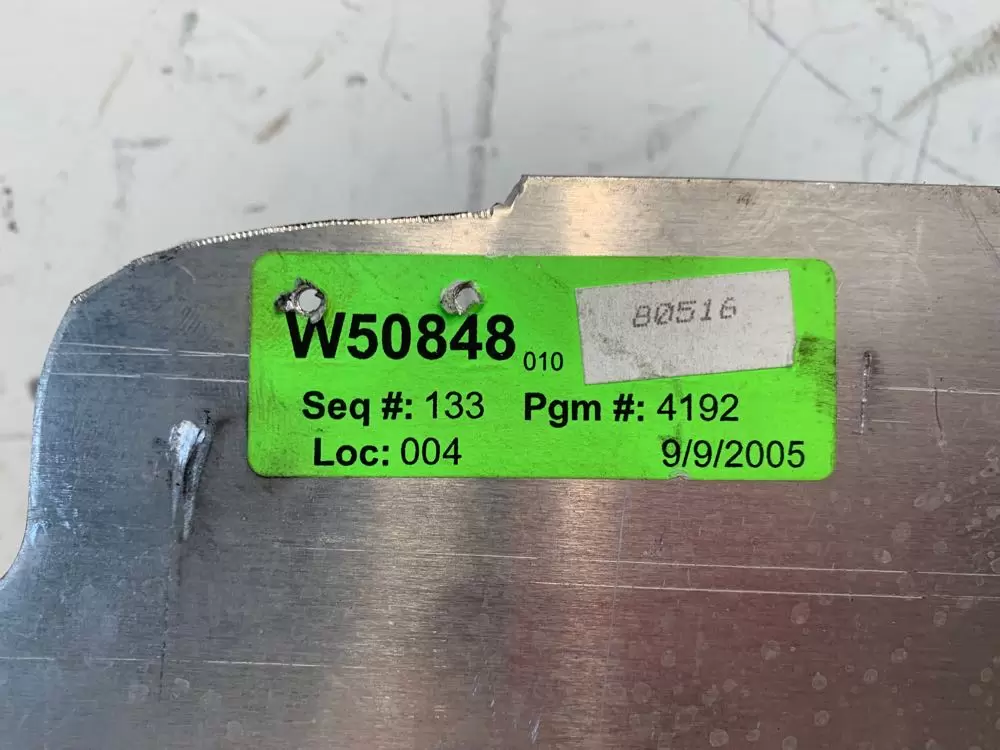 80516
W50848 010
Seq #: 133 Pgm #: 4192
Loc: 004 9/9/2005